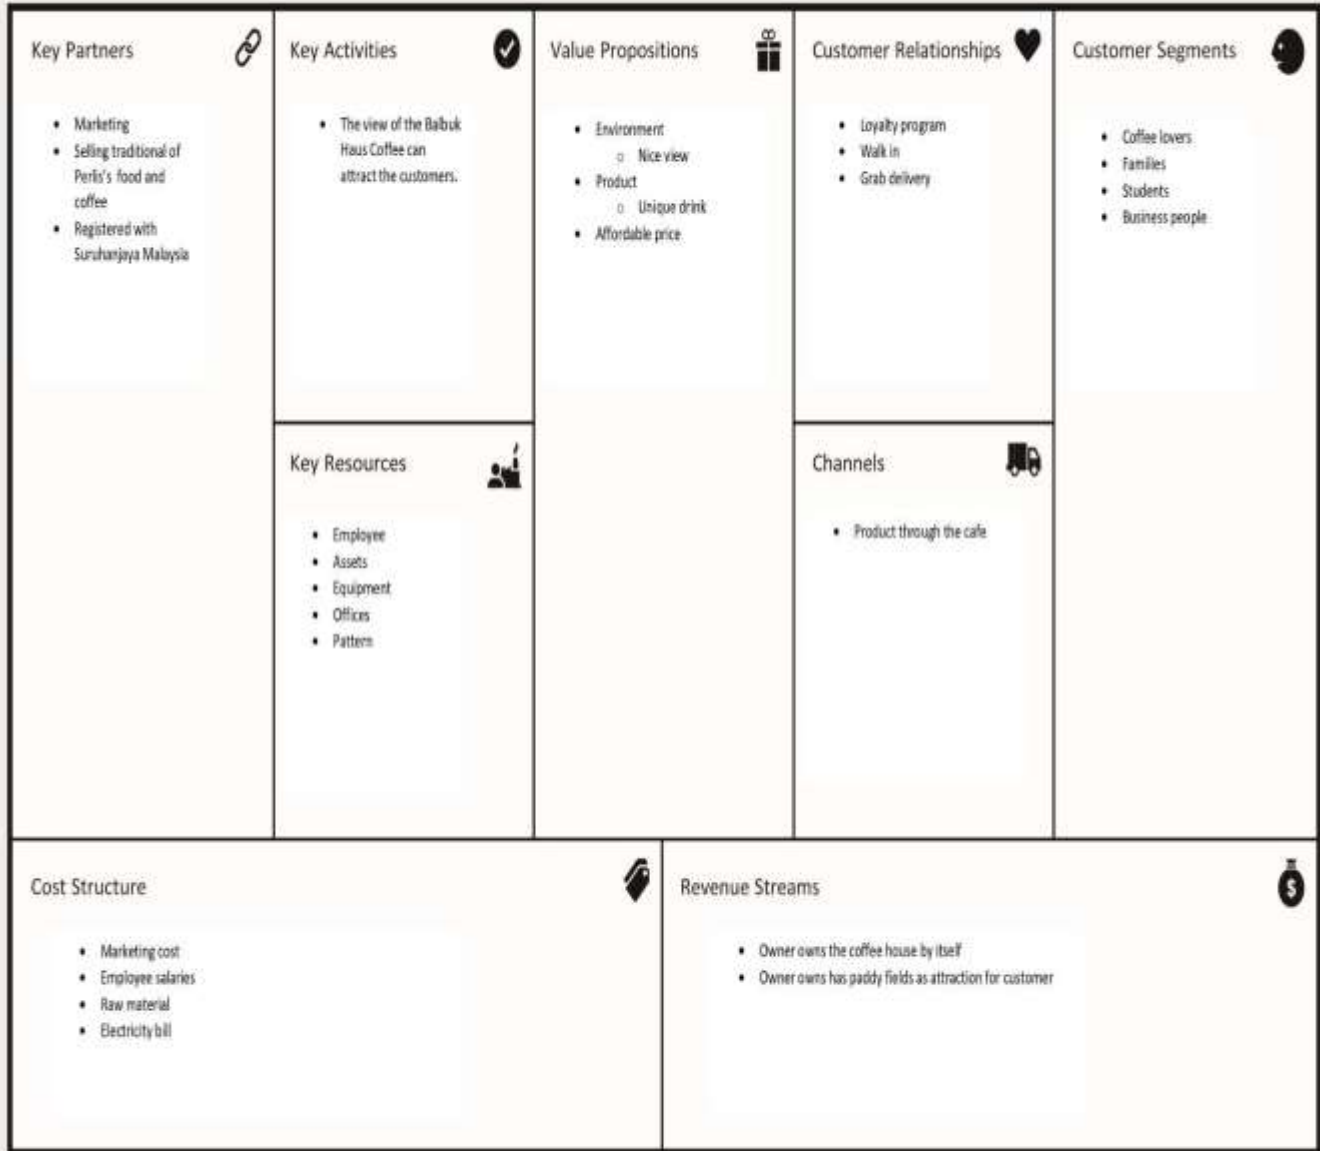 Key Partners
• Marketing
• Selling traditional of
Perlis's food and
coffee
• Registered with
Suruhanjaya Malaysia
Key Activities
• The view of the Balbuk
Haus Coffee can
attract the customers.
Key Resources
• Employee
• Assets
• Equipment
• Offices
• Pattern
Value Propositions
• Environment
o Nice view
• Product
o Unique drink
• Affordable price
Customer Relationships
• Loyalty program
• Walk in
• Grab delivery
Channels
• Product through the cafe
Customer Segments
• Coffee lovers
• Families
• Students
• Business people
Cost Structure
• Marketing cost
• Employee salaries
• Raw material
• Electricity bill
Revenue Streams
$
• Owner owns the coffee house by itself
• Owner owns has paddy fields as attraction for customer